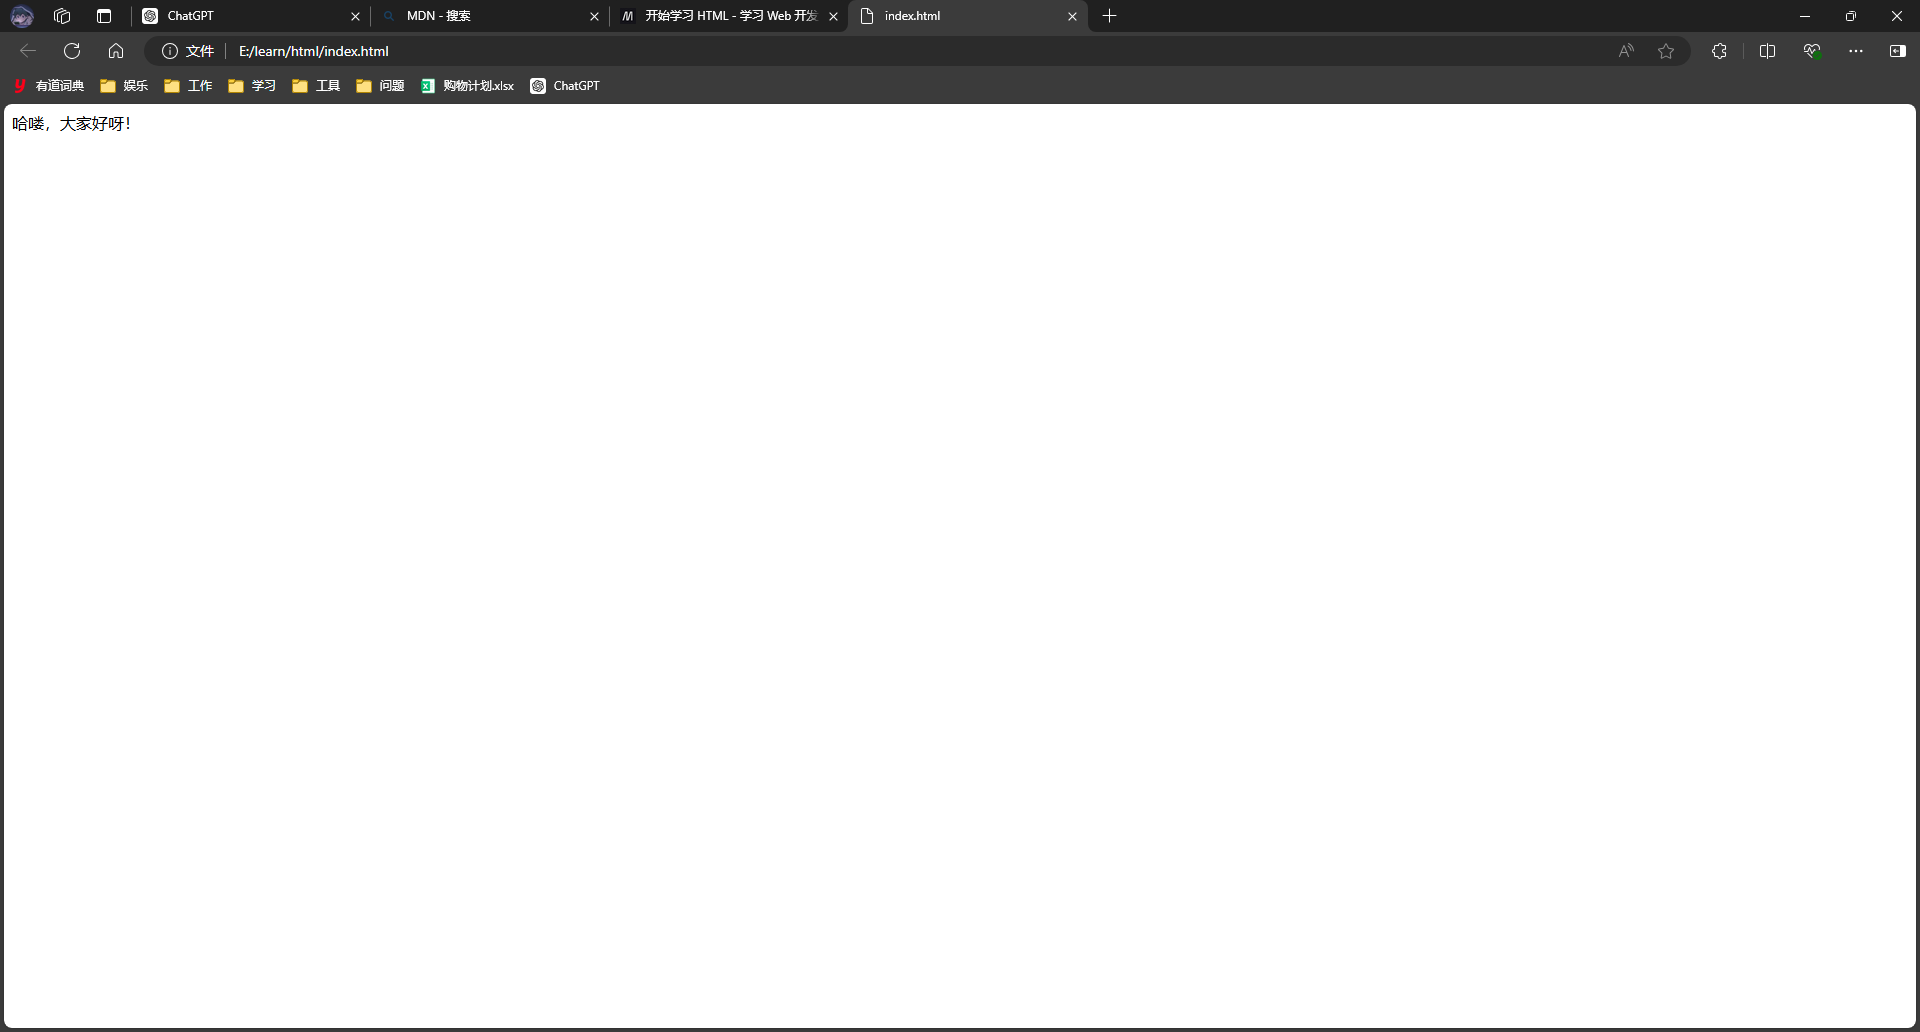 ChatGPT
MDN - 搜索
开始学习 HTML - 学习 Web 开发
index.html
文件
E:/learn/html/index.html
有道词典
娱乐
工作
学习
工具
问题
购物计划.xlsx
ChatGPT
哈喽，大家好呀！